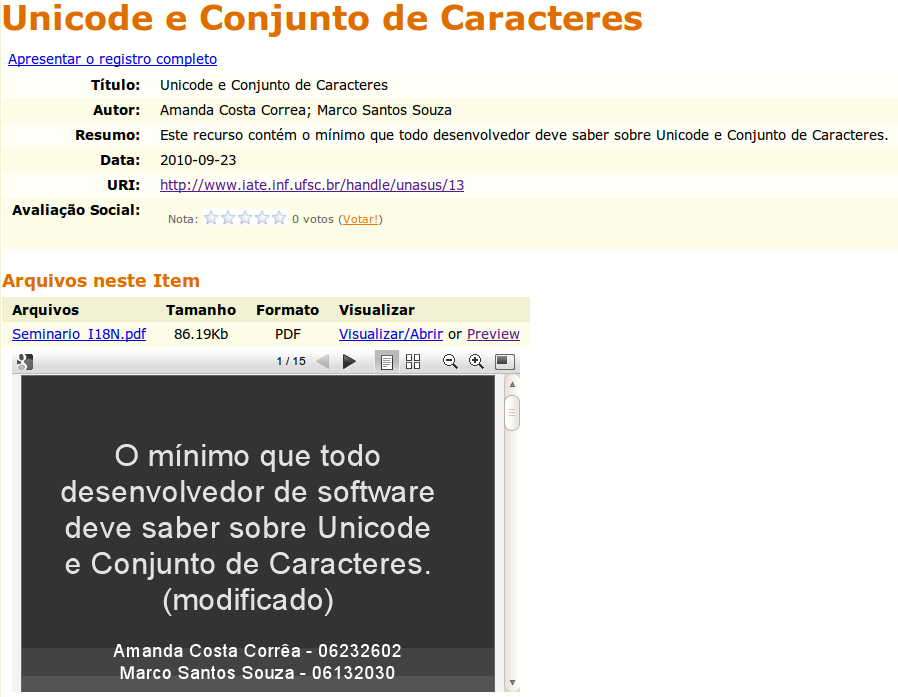 Unicode e Conjunto de Caracteres
Apresentar o registro completo
Título: Unicode e Conjunto de Caracteres
Autor: Amanda Costa Correa; Marco Santos Souza
Resumo: Este recurso contém o mínimo que todo desenvolvedor deve saber sobre Unicode e Conjunto de Caracteres.
Data: 2010-09-23
URI: http://www.iate.inf.ufsc.br/handle/unasus/13
Avaliação Social: Nota: 0 votos (Votar!)
Arquivos neste Item
Arquivos Tamanho Formato Visualizar
Seminario_I18N.pdf 86.19Kb PDF Visualizar/Abrir or Preview
1 / 15
O mínimo que todo
desenvolvedor de software
deve saber sobre Unicode
e Conjunto de Caracteres.
(modificado)
Amanda Costa Corrêa - 06232602
Marco Santos Souza - 06132030